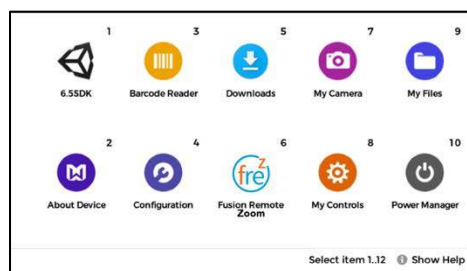 1 3 5 7 9
6.5SDK Barcode Reader Downloads My Camera My Files
2 4 6 8 10
frez
About Device Configuration Fusion Remote My Controls Power Manager
Zoom
Select item 1..12 i Show Help